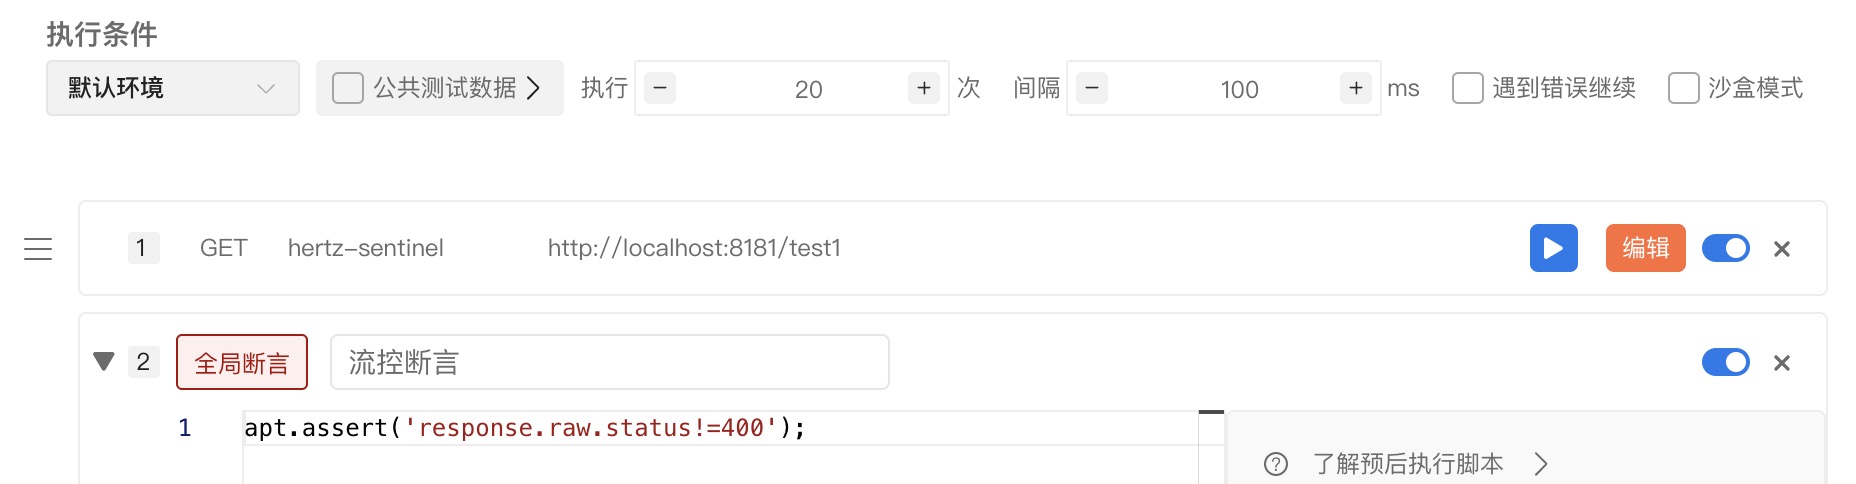 执行条件
默认环境 公共测试数据 执行 − 20 + 次 间隔 − 100 + ms 遇到错误继续 沙盒模式
1 GET hertz-sentinel http://localhost:8181/test1 编辑
2 全局断言 流控断言
1 apt.assert('response.raw.status!=400');
了解预后执行脚本